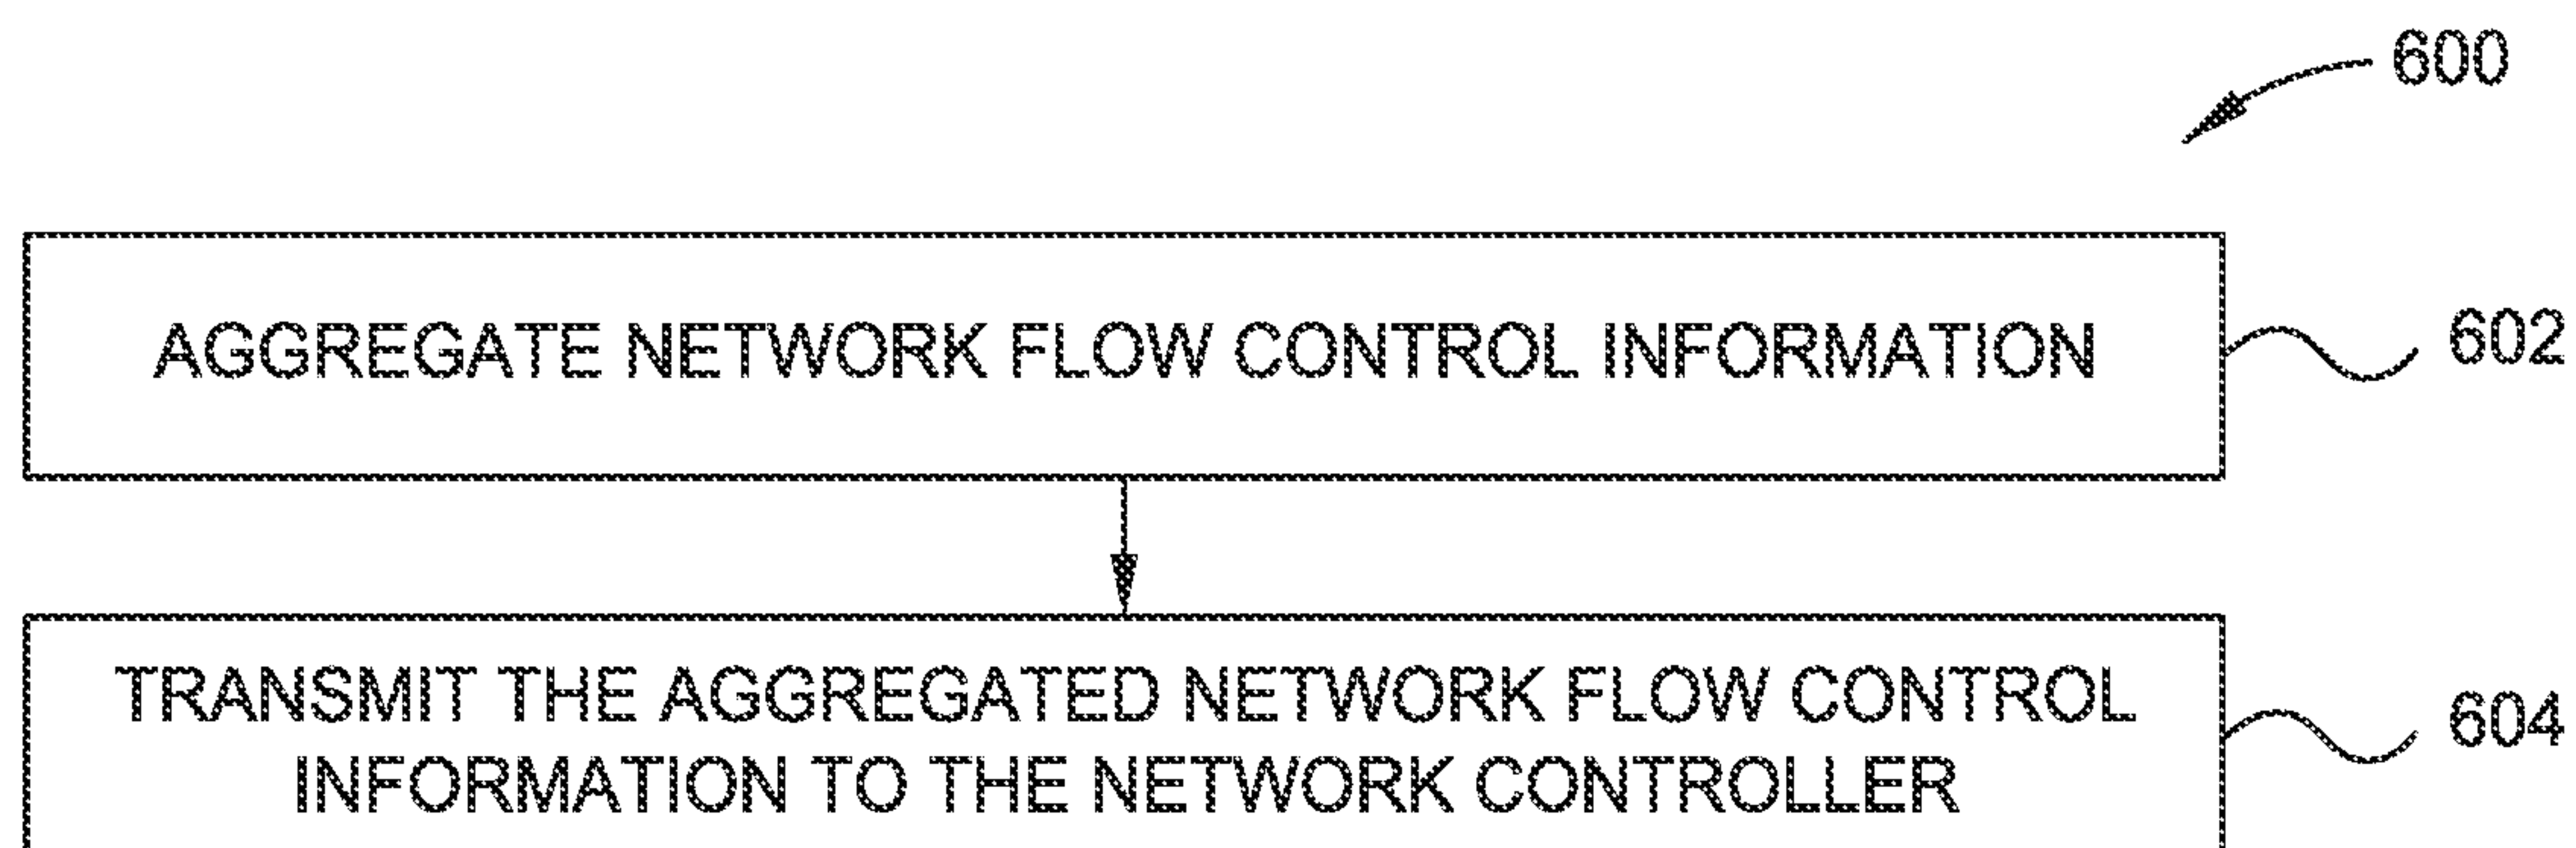 600
AGGREGATE NETWORK FLOW CONTROL INFORMATION
602
TRANSMIT THE AGGREGATED NETWORK FLOW CONTROL
INFORMATION TO THE NETWORK CONTROLLER
604